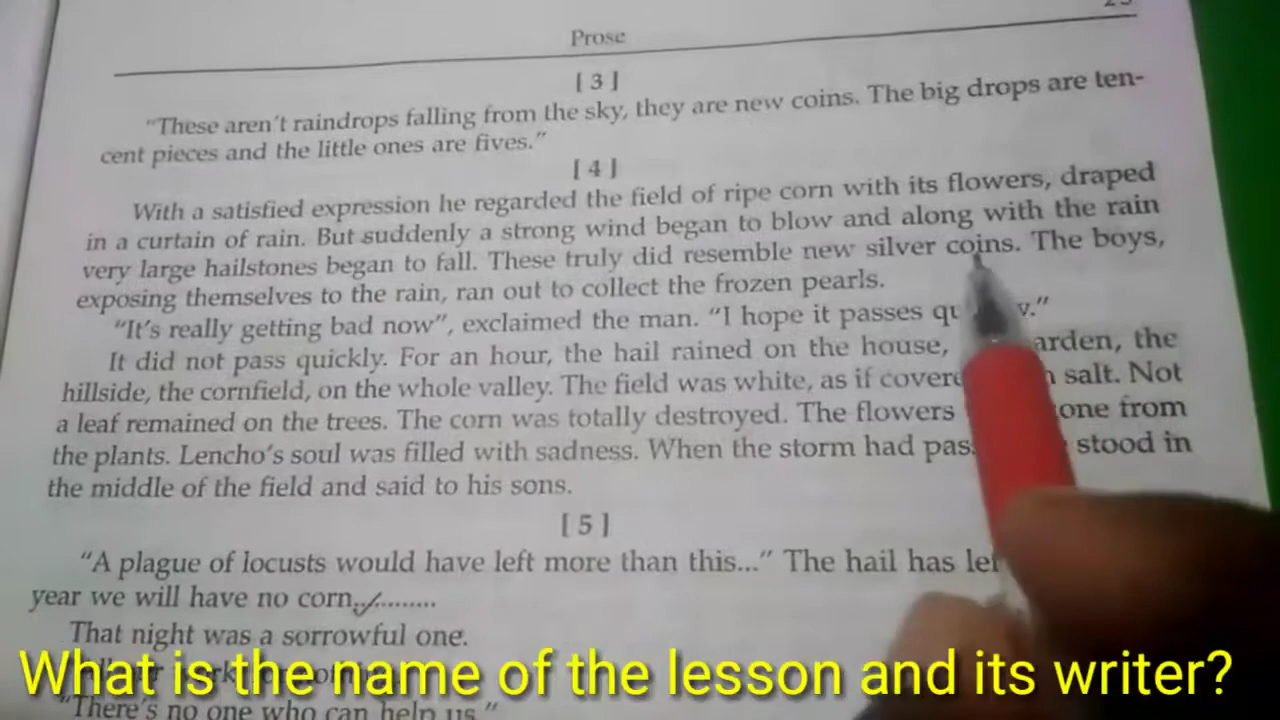 Prose
[ 3 ]
"These aren't raindrops falling from the sky, they are new coins. The big drops are ten-
cent pieces and the little ones are fives."
[ 4 ]
With a satisfied expression he regarded the field of ripe corn with its flowers, draped
in a curtain of rain. But suddenly a strong wind began to blow and along with the rain
very large hailstones began to fall. These truly did resemble new silver coins. The boys,
exposing themselves to the rain, ran out to collect the frozen pearls.
"It's really getting bad now", exclaimed the man. "I hope it passes
It did not pass quickly. For an hour, the hail rained on the house, the
hillside, the cornfield, on the whole valley. The field was white, as if salt. Not
a leaf remained on the trees. The corn was totally destroyed. The flowers from
the plants. Lencho's soul was filled with sadness. When the storm had stood in
the middle of the field and said to his sons.
[ 5 ]
"A plague of locusts would have left more than this..." The hail has
year we will have no corn..........
That night was a sorrowful one.
What is the name of the lesson and its writer?
"There's no one who can help us."